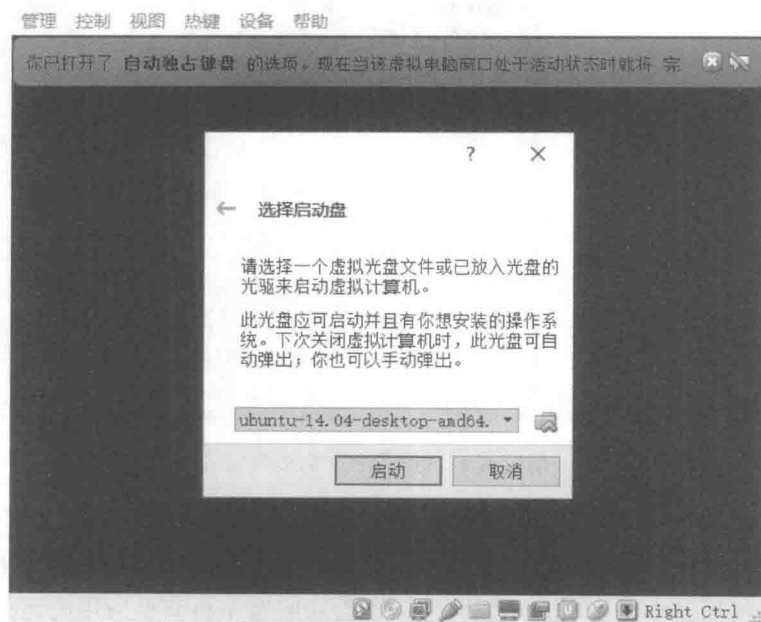 管理 控制 视图 热键 设备 帮助
你已打开了 自动独占键盘 的选项。现在当该虚拟电脑窗口处于活动状态时就将 完
?
选择启动盘
请选择一个虚拟光盘文件或已放入光盘的
光驱来启动虚拟计算机。
此光盘应可启动并且有你想安装的操作系
统。下次关闭虚拟计算机时，此光盘可自
动弹出；你也可以手动弹出。
ubuntu-14.04-desktop-amd64.
启动 取消
Right Ctrl